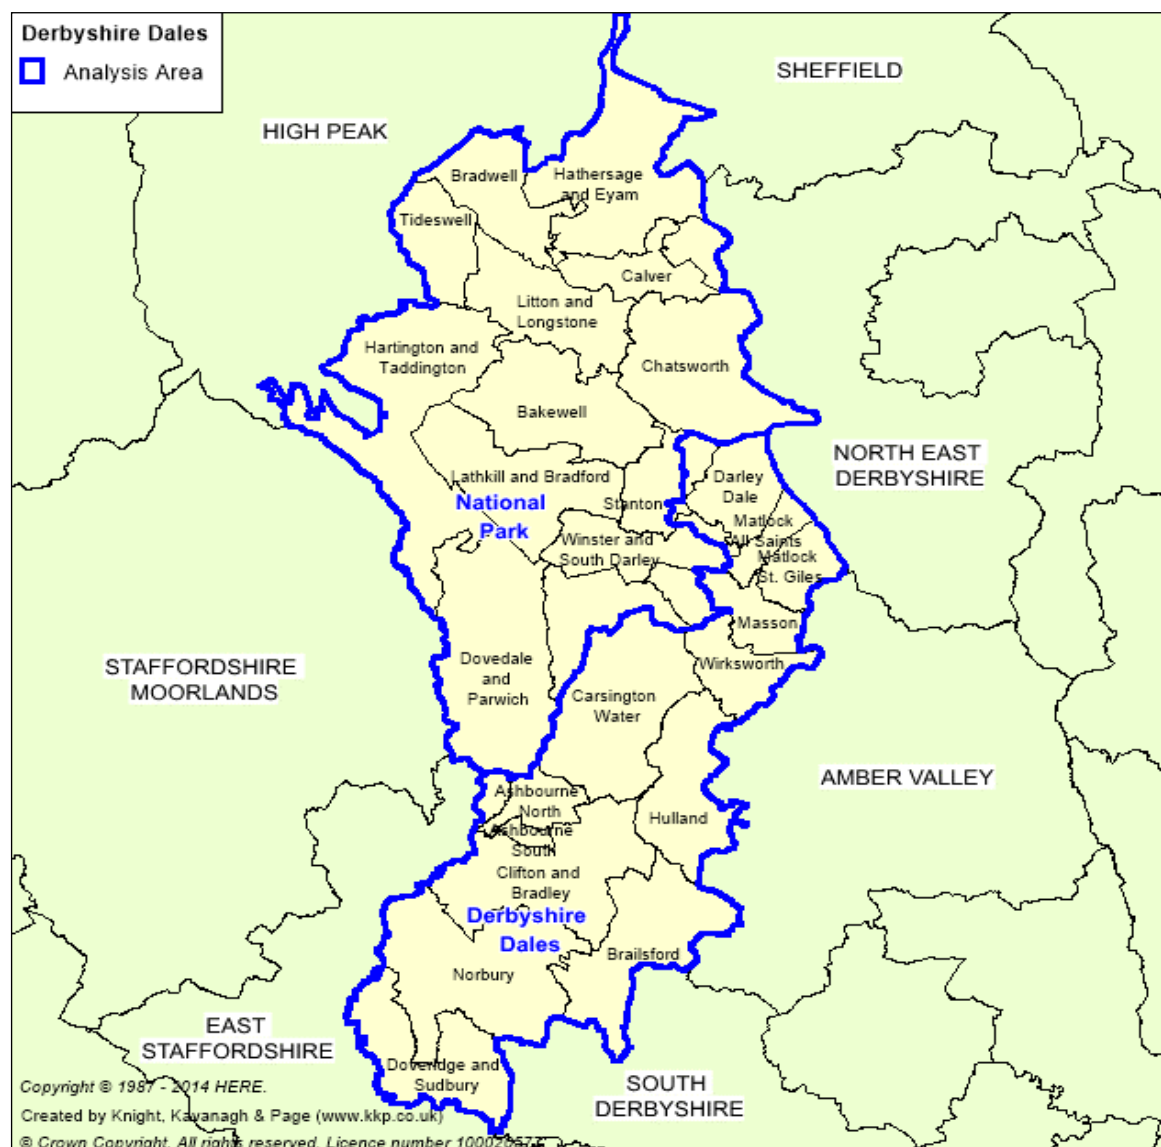 Derbyshire Dales
Analysis Area
SHEFFIELD
HIGH PEAK
Bradwell
Hathersage
and Eyam
Tideswell
Calver
Litton and
Longstone
Hartington and
Taddington
Chatsworth
Bakewell
NORTH EAST
DERBYSHIRE
Lathkill and Bradford
Darley
Dale
National
Park
Stanton
Matlock
All Saints
Winster and
South Darley
Matlock
St. Giles
Masson
STAFFORDSHIRE
MOORLANDS
Dovedale
and
Parwich
Wirksworth
Carsington
Water
AMBER VALLEY
Ashbourne
North
Hulland
Ashbourne
South
Clifton and
Bradley
Derbyshire
Dales
Brailsford
Norbury
EAST
STAFFORDSHIRE
Doveridge and
Sudbury
SOUTH
DERBYSHIRE
Copyright © 1987 - 2014 HERE.
Created by Knight, Kavanagh & Page (www.kkp.co.uk)
© Crown Copyright. All rights reserved. Licence number